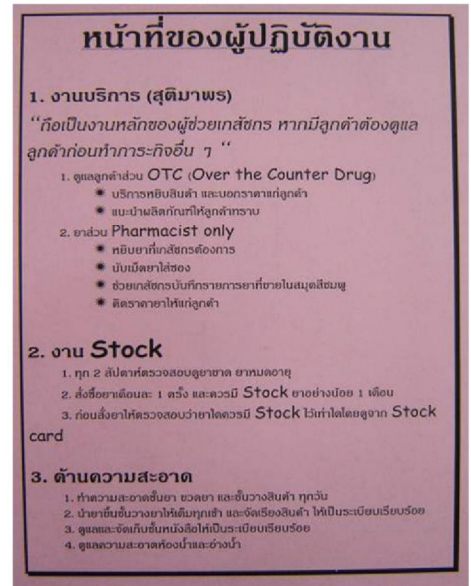 หน้าที่ของผู้ปฏิบัติงาน
1. งานบริการ (สุติมาพร)
“ถือเป็นงานหลักของผู้ช่วยเภสัชกร หากมีลูกค้าต้องดูแล
ลูกค้าก่อนทำภาระกิจอื่น ๆ “
1. ดูแลลูกค้าส่วน OTC (Over the Counter Drug)
✹ บริการหยิบสินค้า และบอกราคาแก่ลูกค้า
✹ แนะนำผลิตภัณฑ์ให้ลูกค้าทราบ
2. ยาส่วน Pharmacist only
✹ หยิบยาที่เภสัชกรต้องการ
✹ นับเม็ดยาใส่ซอง
✹ ช่วยเภสัชกรบันทึกรายการยาที่ขายในสมุดสีชมพู
✹ คิดราคายาให้แก่ลูกค้า
2. งาน Stock
1. ทุก 2 สัปดาห์ตรวจสอบดูยาขาด ยาหมดอายุ
2. สั่งซื้อยาเดือนละ 1 ครั้ง และควรมี Stock ยาอย่างน้อย 1 เดือน
3. ก่อนสั่งยาให้ตรวจสอบว่ายาใดควรมี Stock ไว้เท่าใดโดยดูจาก Stock
card
3. ด้านความสะอาด
1. ทำความสะอาดชั้นยา ขวดยา และชั้นวางสินค้า ทุกวัน
2. นำยาขึ้นชั้นวางยาให้เต็มทุกเช้า และจัดเรียงสินค้า ให้เป็นระเบียบเรียบร้อย
3. ดูแลและจัดเก็บชั้นหนังสือให้เป็นระเบียบเรียบร้อย
4. ดูแลความสะอาดห้องน้ำและอ่างน้ำ